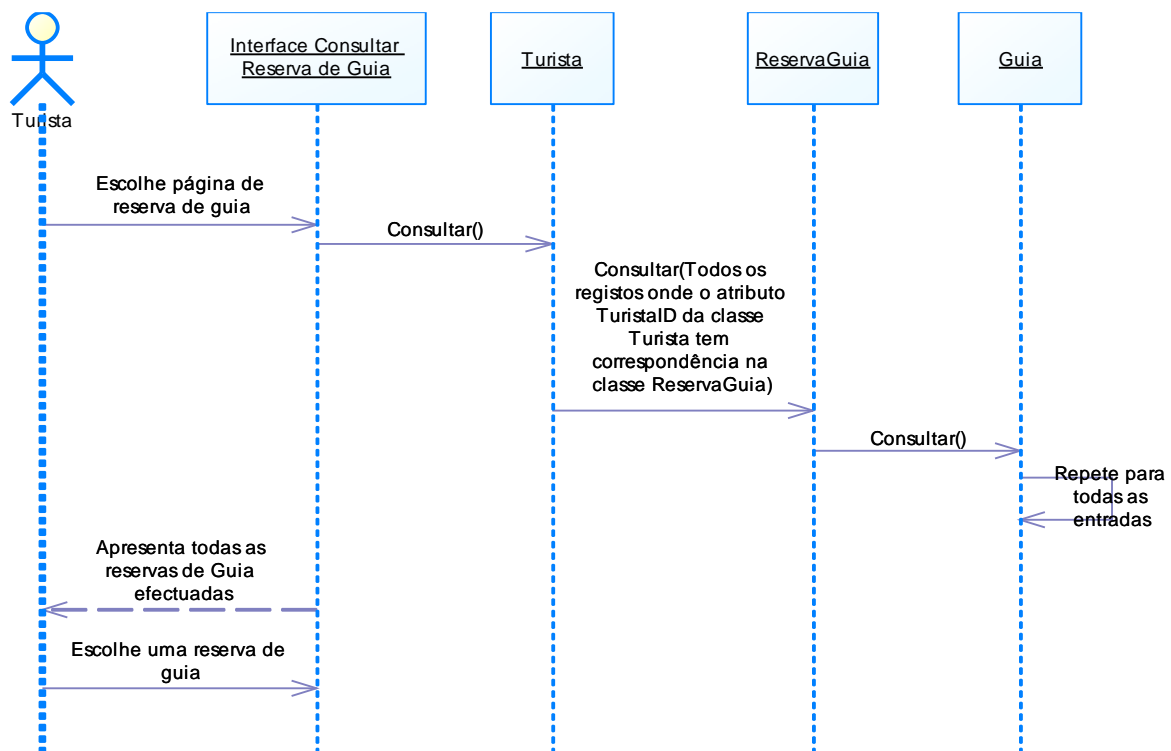 Interface Consultar
Reserva de Guia
Turista
ReservaGuia
Guia
Turista
Escolhe página de
reserva de guia
Consultar()
Consultar(Todos os
registos onde o atributo
TuristaID da classe
Turista tem
correspondência na
classe ReservaGuia)
Consultar()
Repete para
todas as
entradas
Apresenta todas as
reservas de Guia
efectuadas
Escolhe uma reserva de
guia